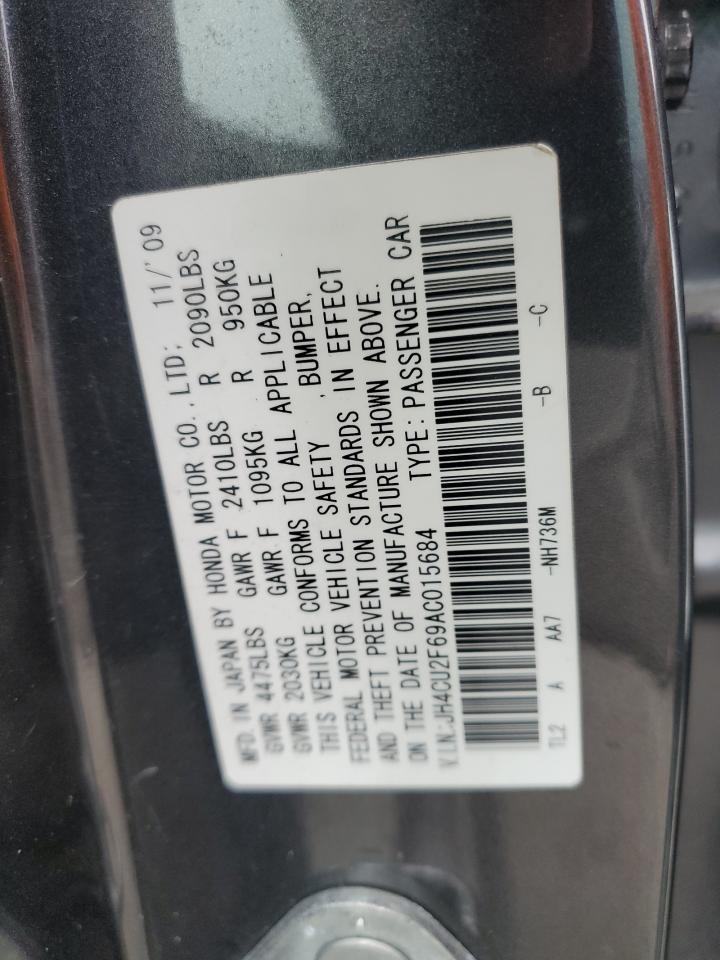 MFD. IN JAPAN BY HONDA MOTOR CO., LTD; 11/'09
GVWR 4475LBS GAWR F 2410LBS R 2090LBS
GVWR 2030KG GAWR F 1095KG R 950KG
THIS VEHICLE CONFORMS TO ALL APPLICABLE
FEDERAL MOTOR VEHICLE SAFETY ,BUMPER,
AND THEFT PREVENTION STANDARDS IN EFFECT
ON THE DATE OF MANUFACTURE SHOWN ABOVE.
V.I.N:JH4CU2F69AC015684 TYPE: PASSENGER CAR
TL2 A AA7 -NH736M -B -C